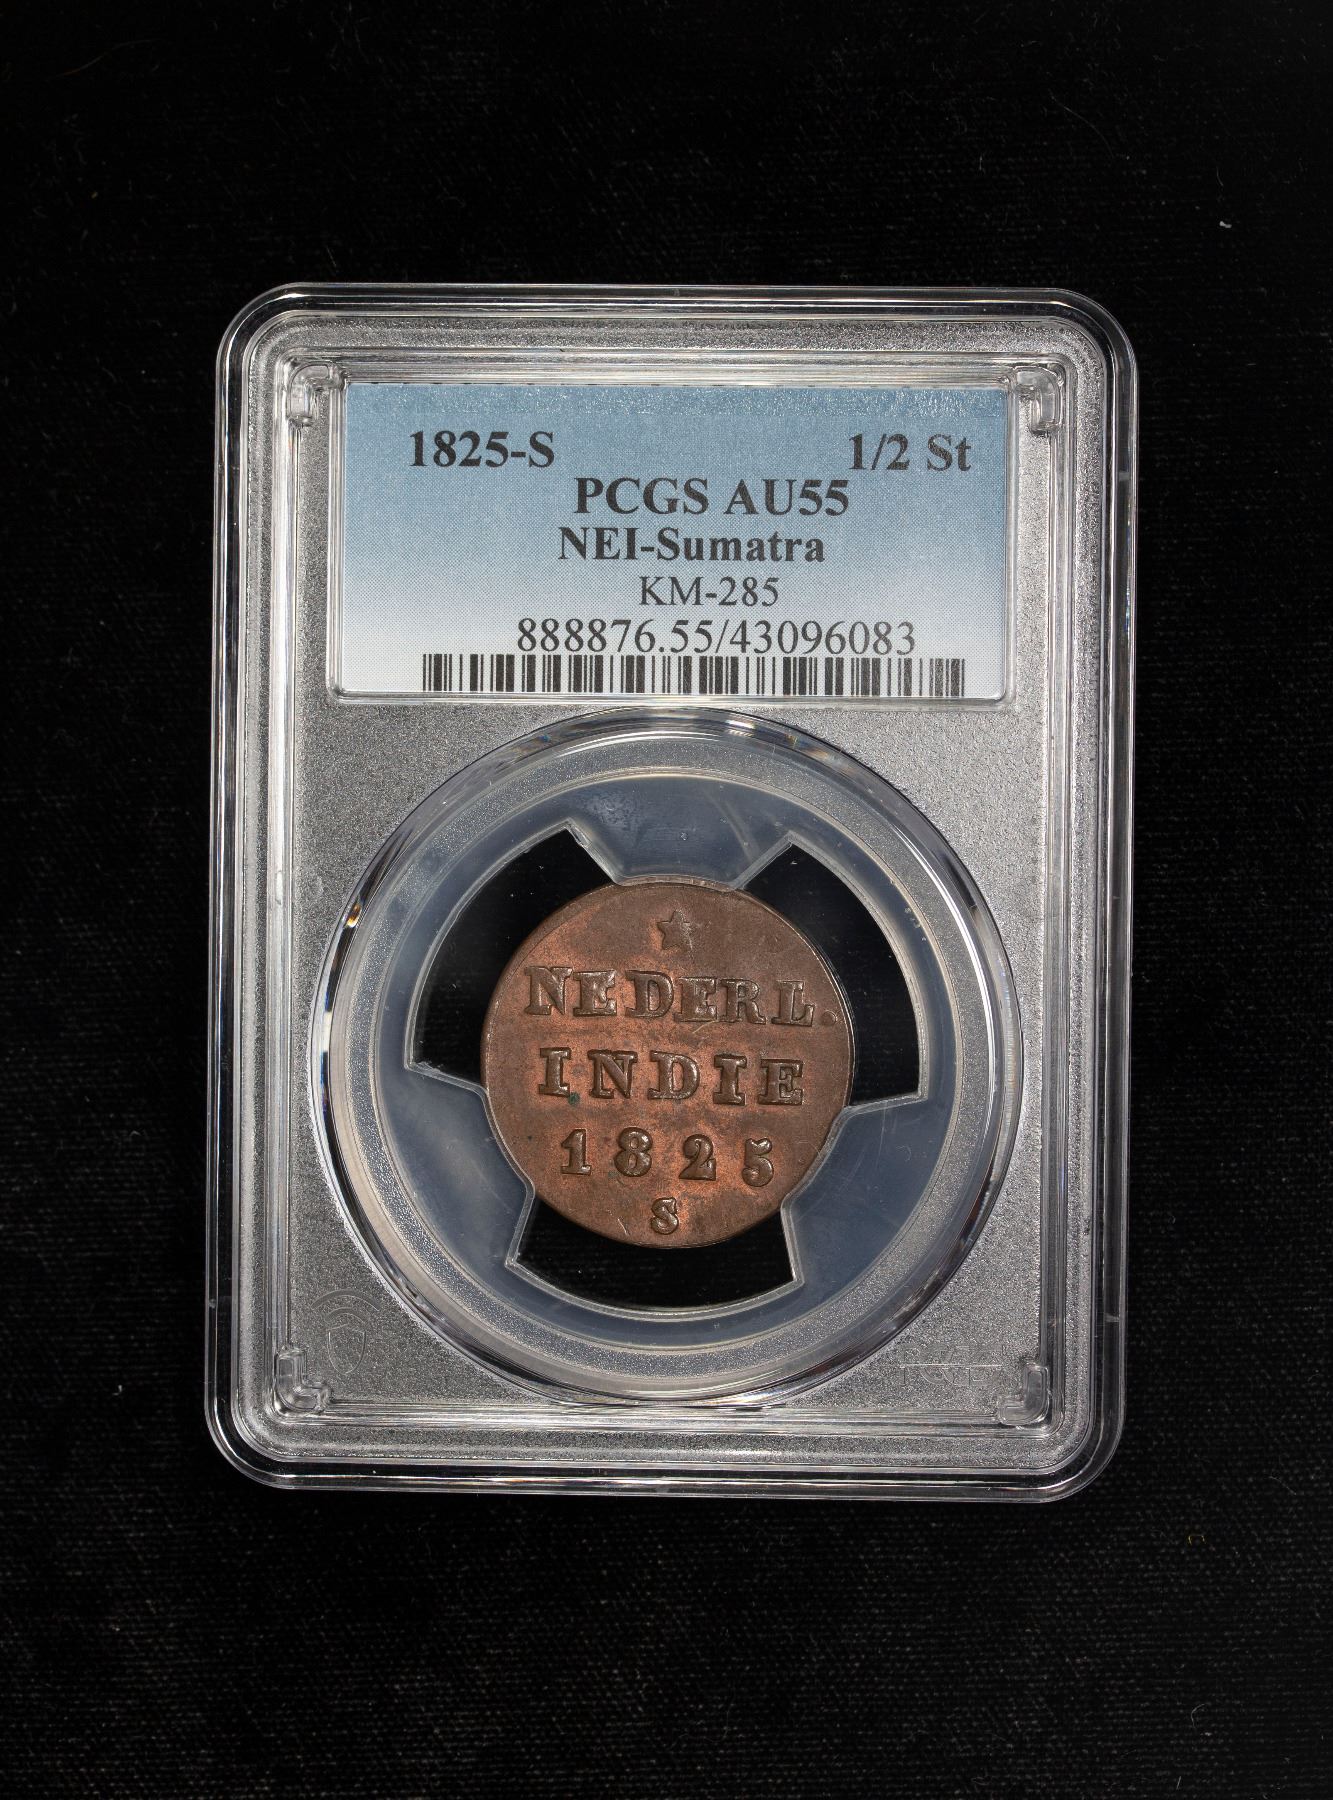 1825-S 1/2 St
PCGS AU55
NEI-Sumatra
KM-285
888876.55/43096083
NEDERL.
INDIE
1825
S